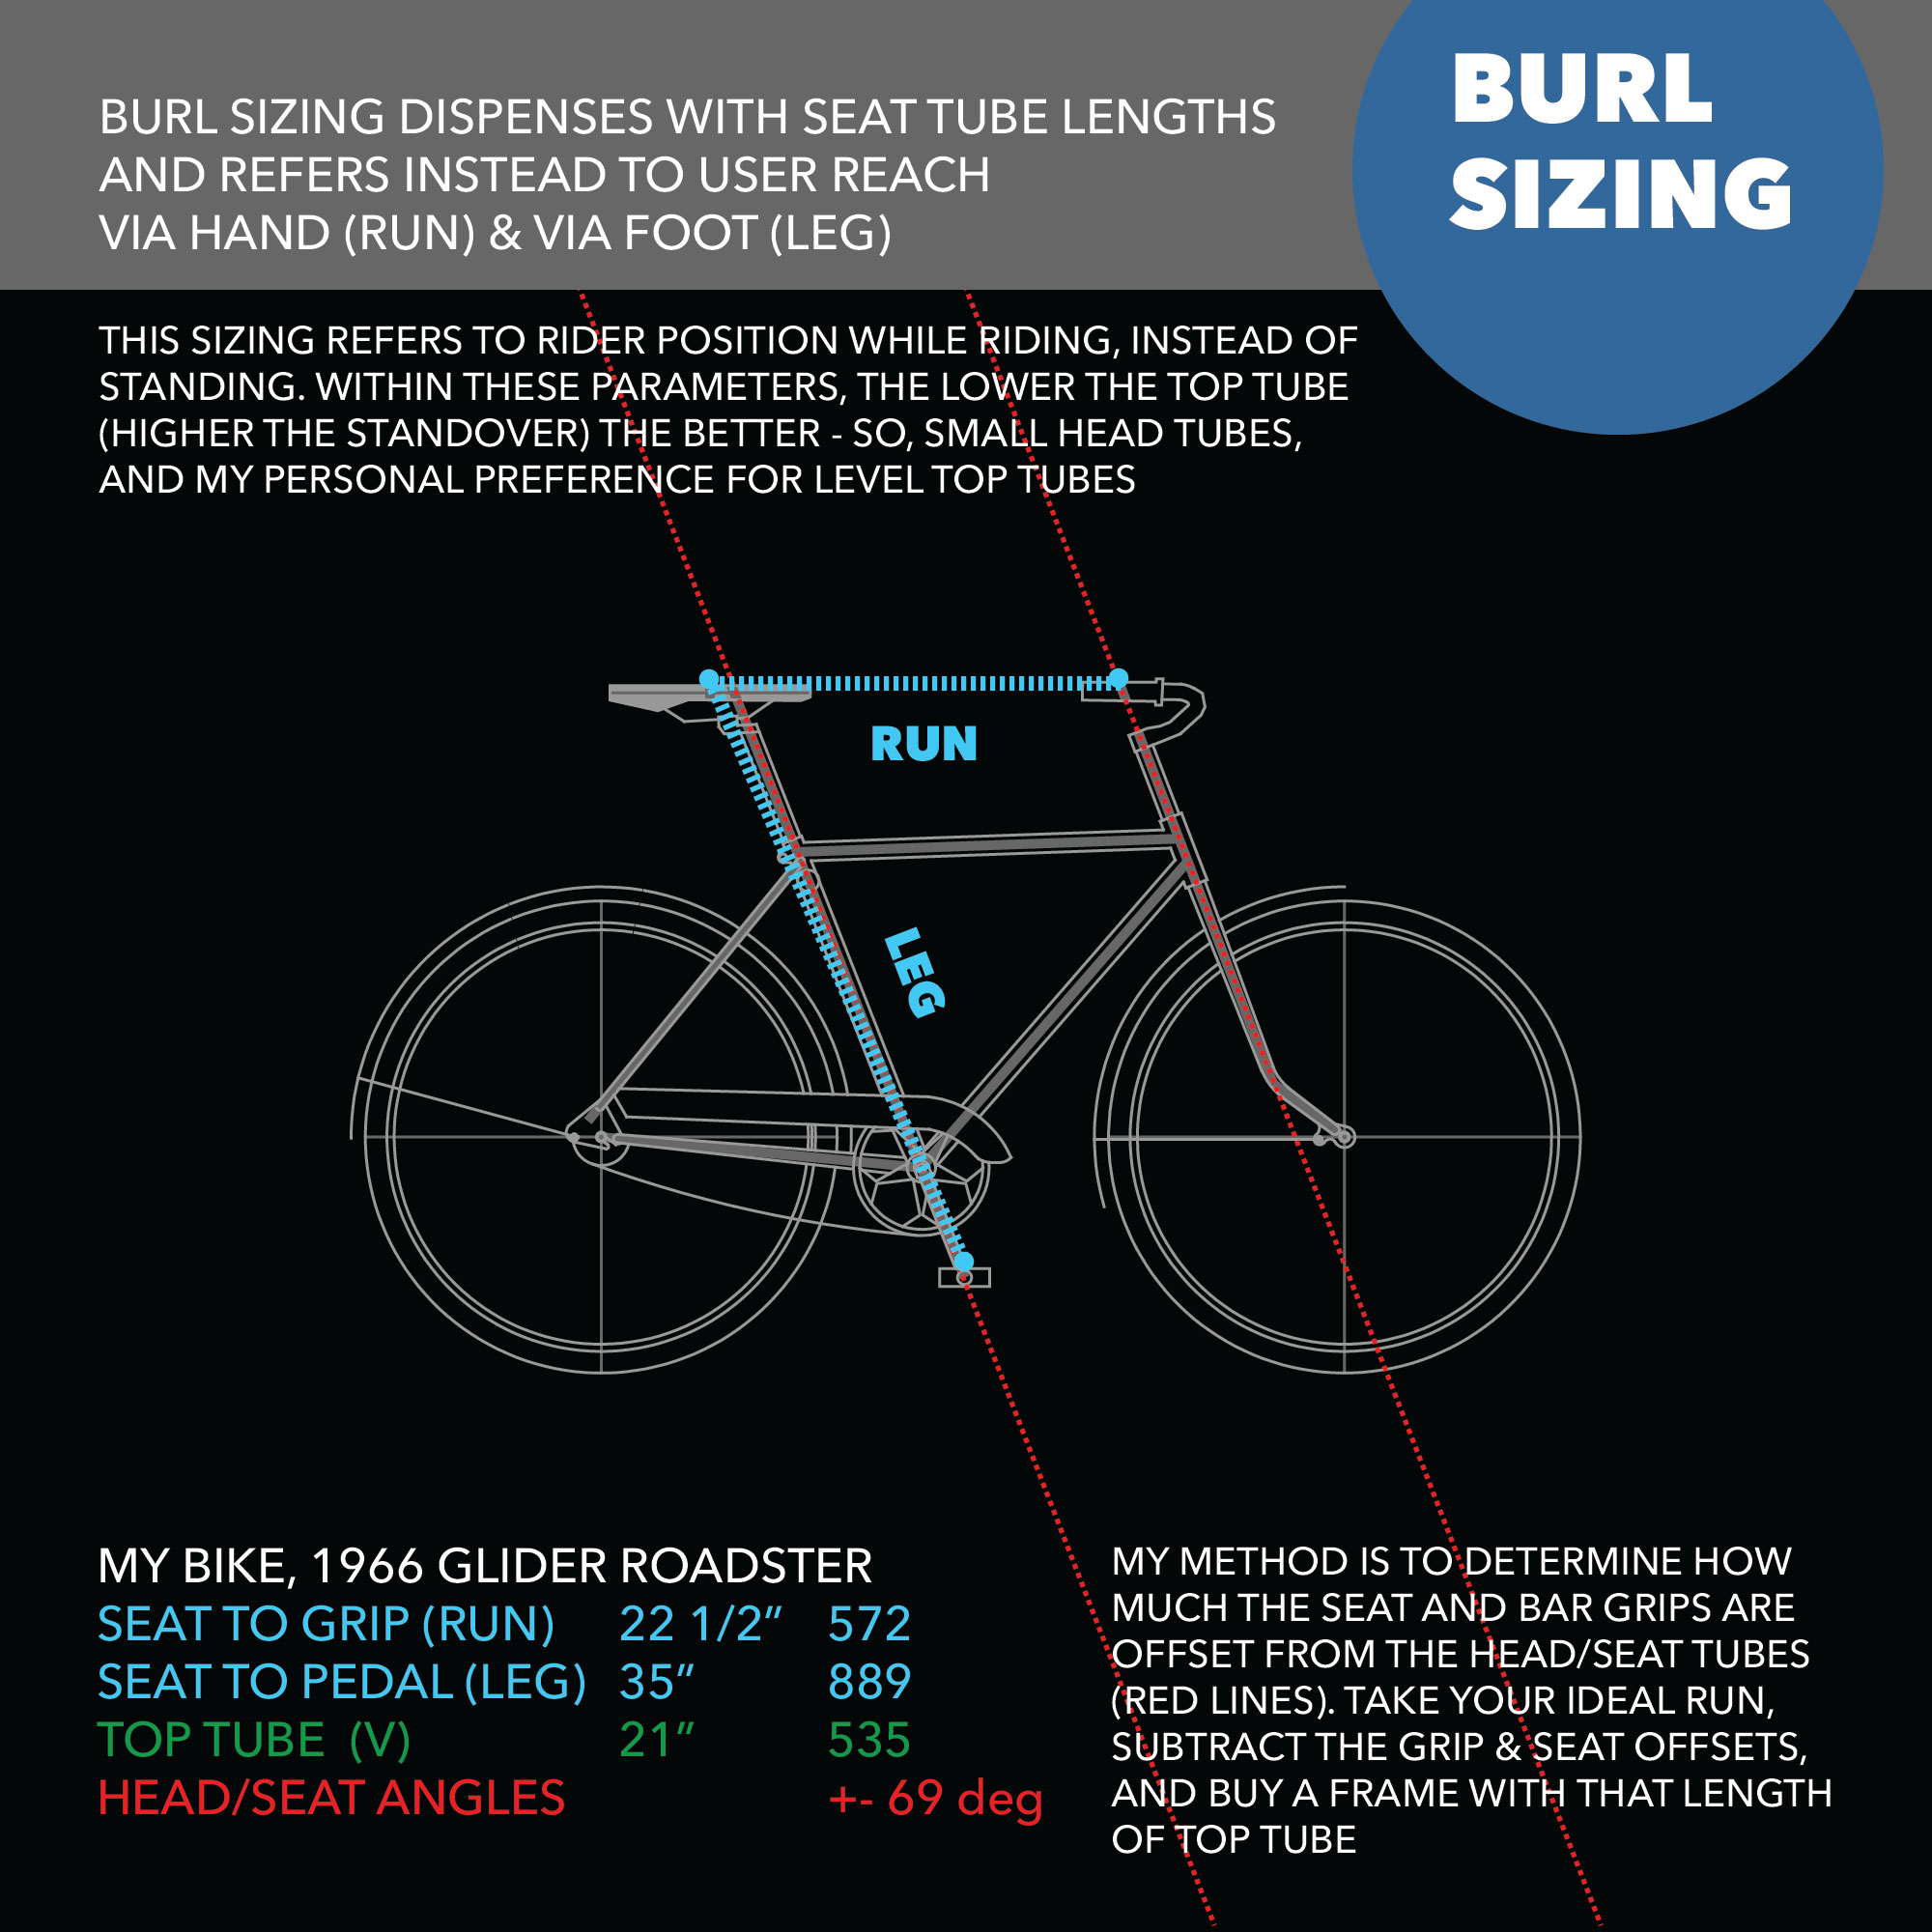 BURL SIZING DISPENSES WITH SEAT TUBE LENGTHS
AND REFERS INSTEAD TO USER REACH
VIA HAND (RUN) & VIA FOOT (LEG)
BURL
SIZING
THIS SIZING REFERS TO RIDER POSITION WHILE RIDING, INSTEAD OF
STANDING. WITHIN THESE PARAMETERS, THE LOWER THE TOP TUBE
(HIGHER THE STANDOVER) THE BETTER - SO, SMALL HEAD TUBES,
AND MY PERSONAL PREFERENCE FOR LEVEL TOP TUBES
RUN
LEG
MY BIKE, 1966 GLIDER ROADSTER
SEAT TO GRIP (RUN) 22 1/2” 572
SEAT TO PEDAL (LEG) 35” 889
TOP TUBE (V) 21” 535
HEAD/SEAT ANGLES +- 69 deg
MY METHOD IS TO DETERMINE HOW
MUCH THE SEAT AND BAR GRIPS ARE
OFFSET FROM THE HEAD/SEAT TUBES
(RED LINES). TAKE YOUR IDEAL RUN,
SUBTRACT THE GRIP & SEAT OFFSETS,
AND BUY A FRAME WITH THAT LENGTH
OF TOP TUBE